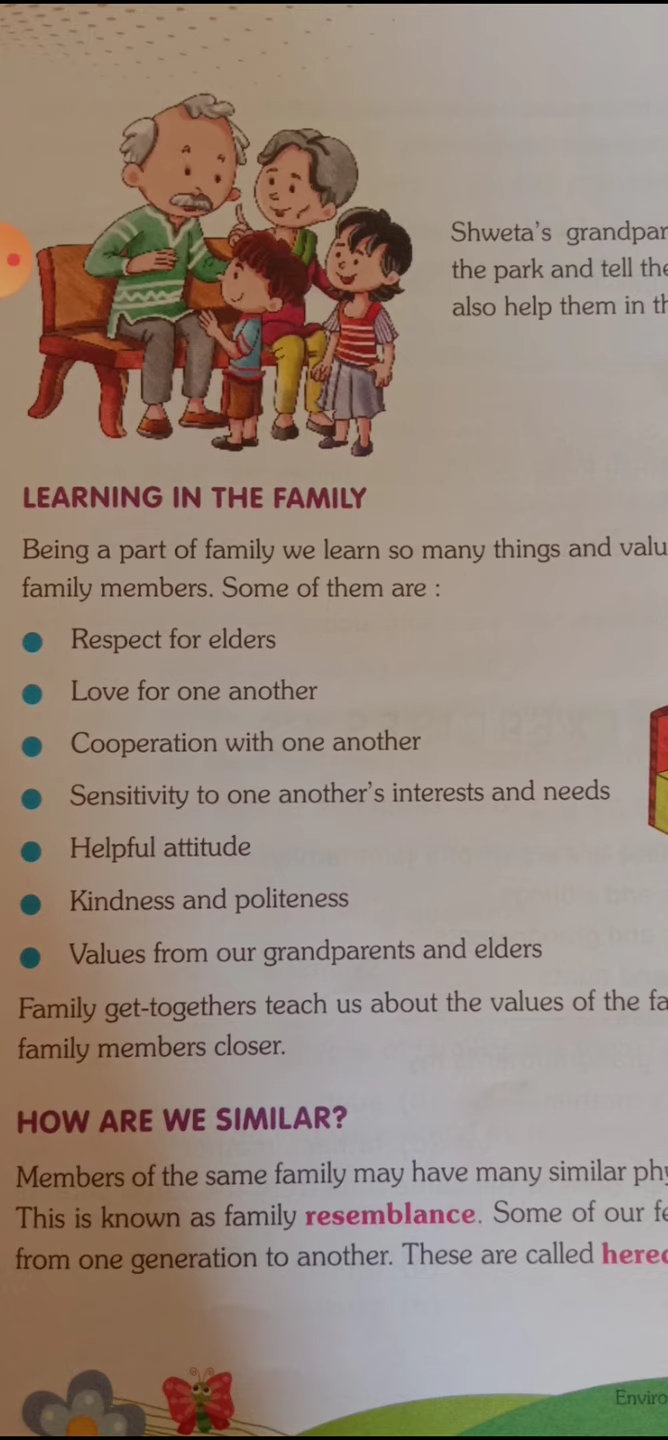 Shweta's grandpar
the park and tell the
also help them in th
LEARNING IN THE FAMILY
Being a part of family we learn so many things and valu
family members. Some of them are :
Respect for elders
Love for one another
Cooperation with one another
Sensitivity to one another's interests and needs
Helpful attitude
Kindness and politeness
Values from our grandparents and elders
Family get-togethers teach us about the values of the fa
family members closer.
HOW ARE WE SIMILAR?
Members of the same family may have many similar phy
This is known as family resemblance. Some of our fe
from one generation to another. These are called hered
Enviro